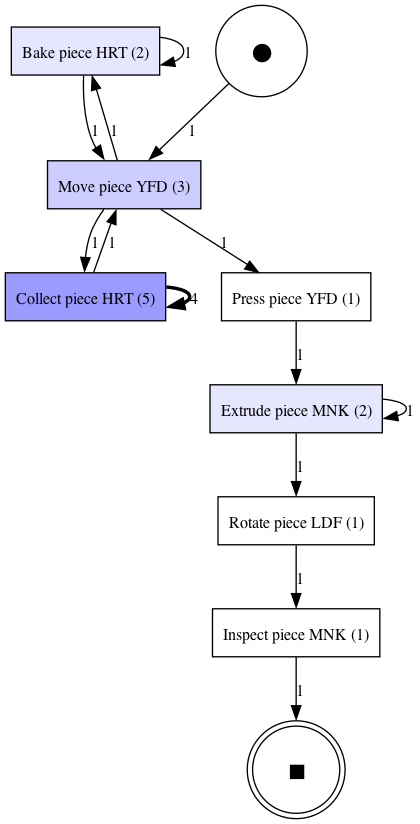 Bake piece HRT (2)
1
1
1
1
Move piece YFD (3)
1
1
1
Collect piece HRT (5)
4
Press piece YFD (1)
1
Extrude piece MNK (2)
1
1
Rotate piece LDF (1)
1
Inspect piece MNK (1)
1